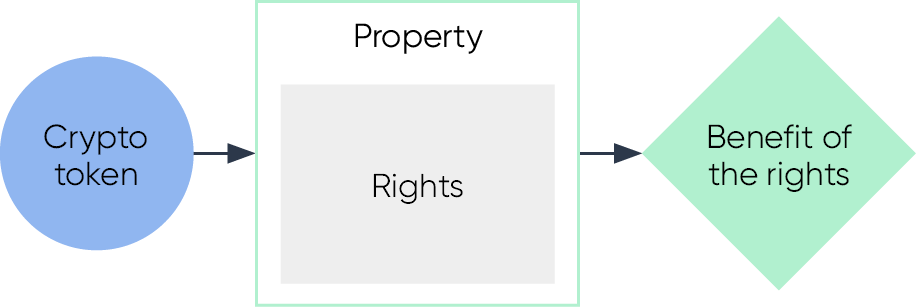 Crypto
token
Property
Rights
Benefit of
the rights